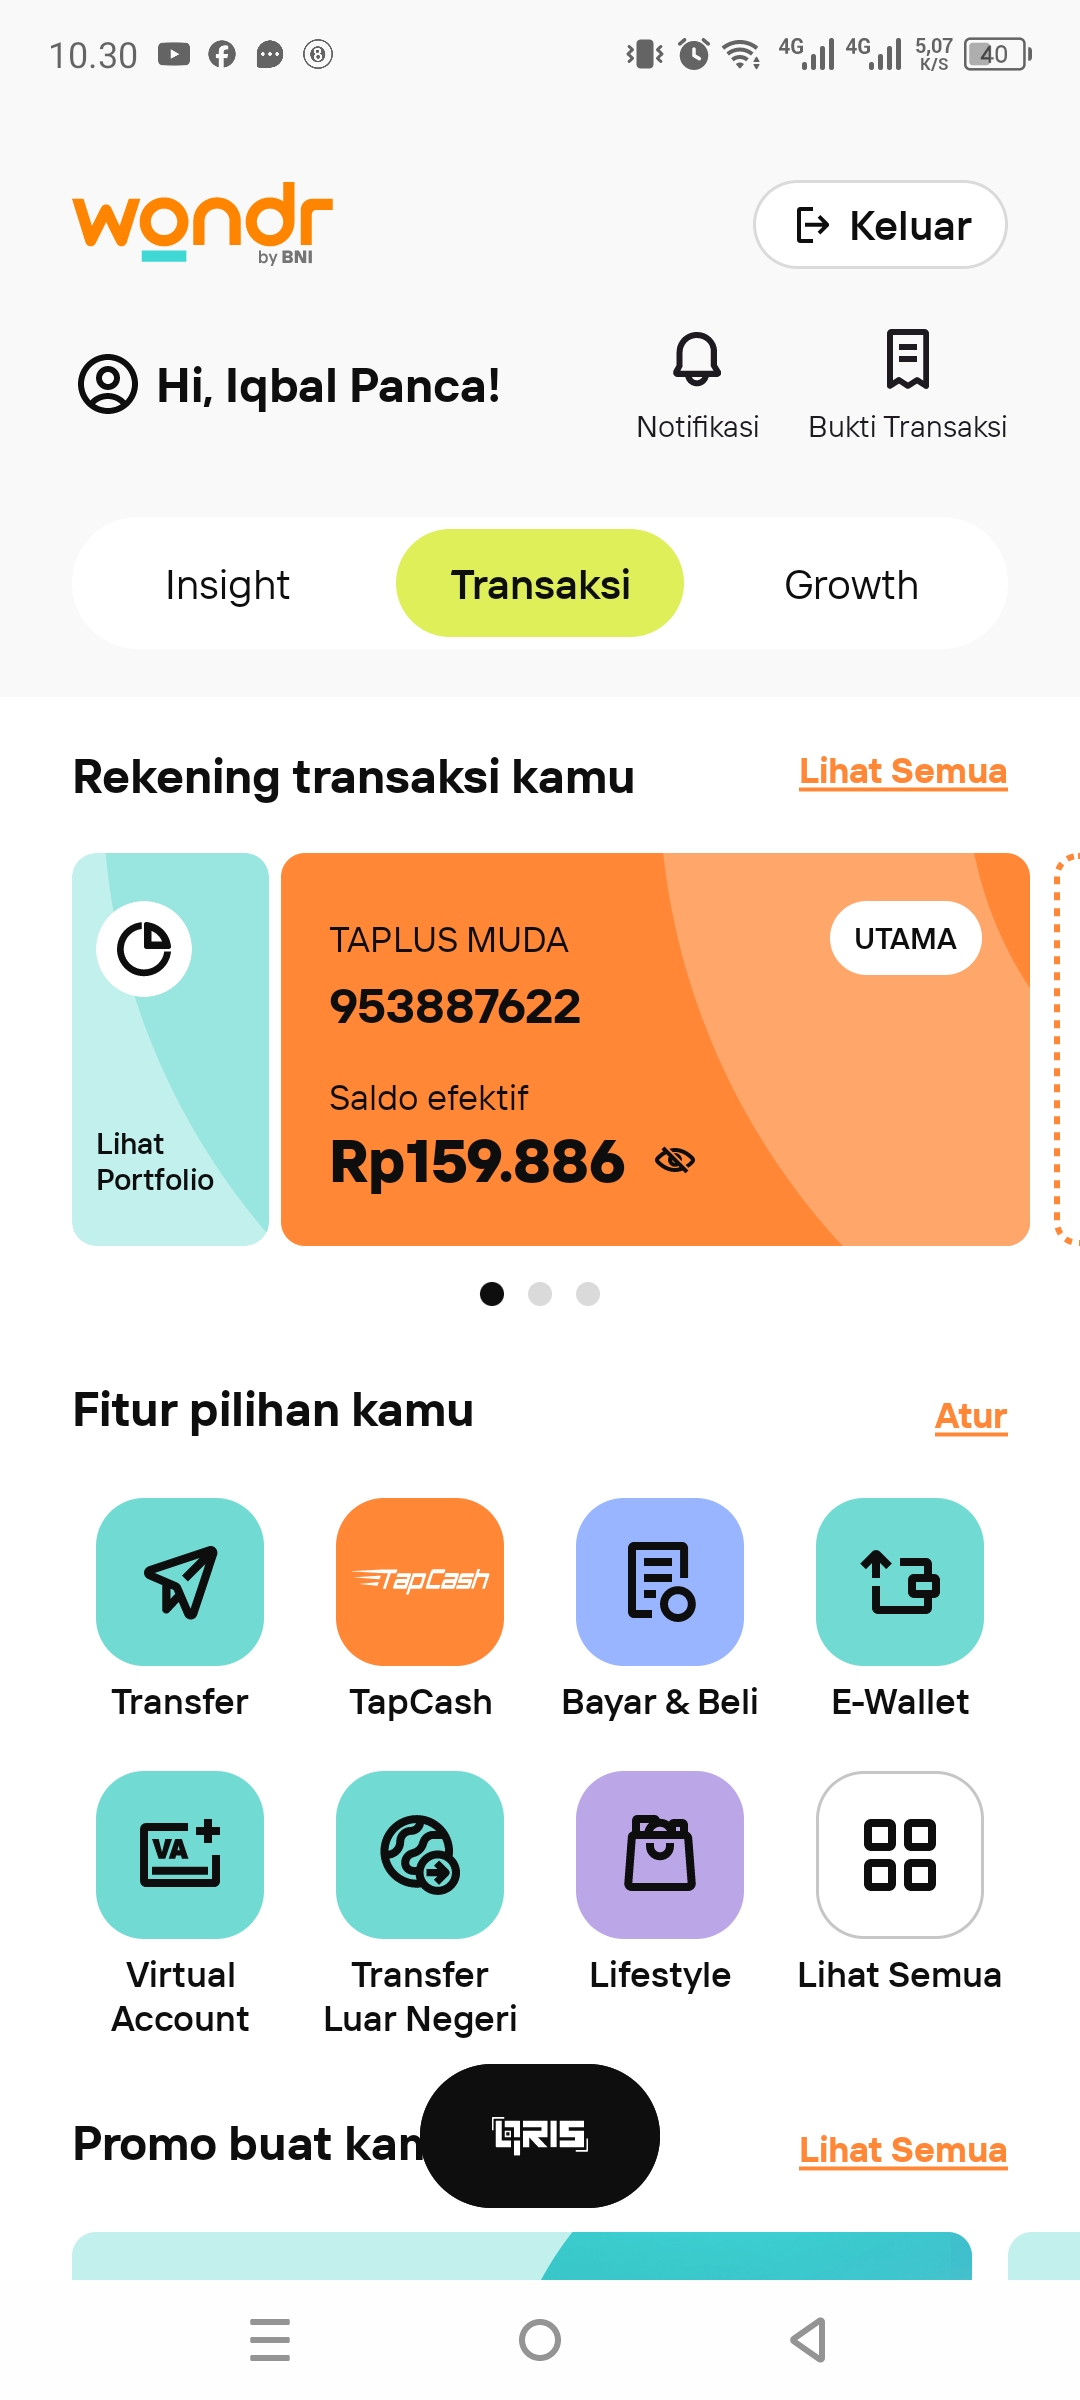 10.30
4G
4G
5,07
K/S
40
wondr
by BNI
Keluar
Hi, Iqbal Panca!
Notifikasi
Bukti Transaksi
Insight
Transaksi
Growth
Rekening transaksi kamu
Lihat Semua
TAPLUS MUDA
UTAMA
953887622
Saldo efektif
Rp159.886
Lihat
Portfolio
Fitur pilihan kamu
Atur
TapCash
Transfer
TapCash
Bayar & Beli
E-Wallet
VA
Virtual
Account
Transfer
Luar Negeri
Lifestyle
Lihat Semua
Promo buat kam
QRIS
Lihat Semua